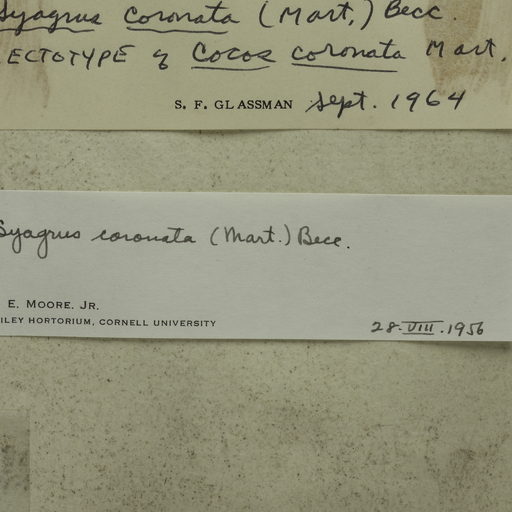 Syagrus coronata (Mart.) Becc.
ECTOTYPE of Cocos coronata Mart.
S. F. GLASSMAN Sept. 1964
Syagrus coronata (Mart.) Becc.
E. MOORE, JR.
ILEY HORTORIUM, CORNELL UNIVERSITY 28.VIII.1956